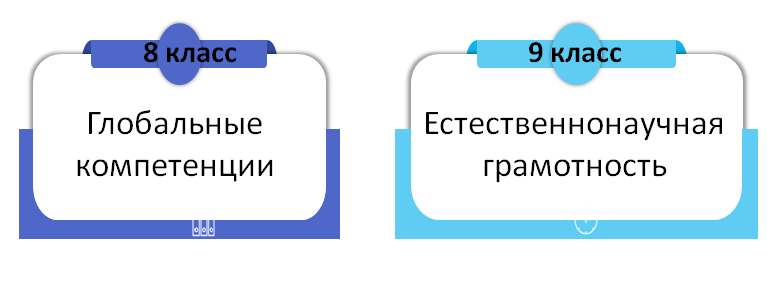 8 класс
Глобальные
компетенции
9 класс
Естественнонаучная
грамотность